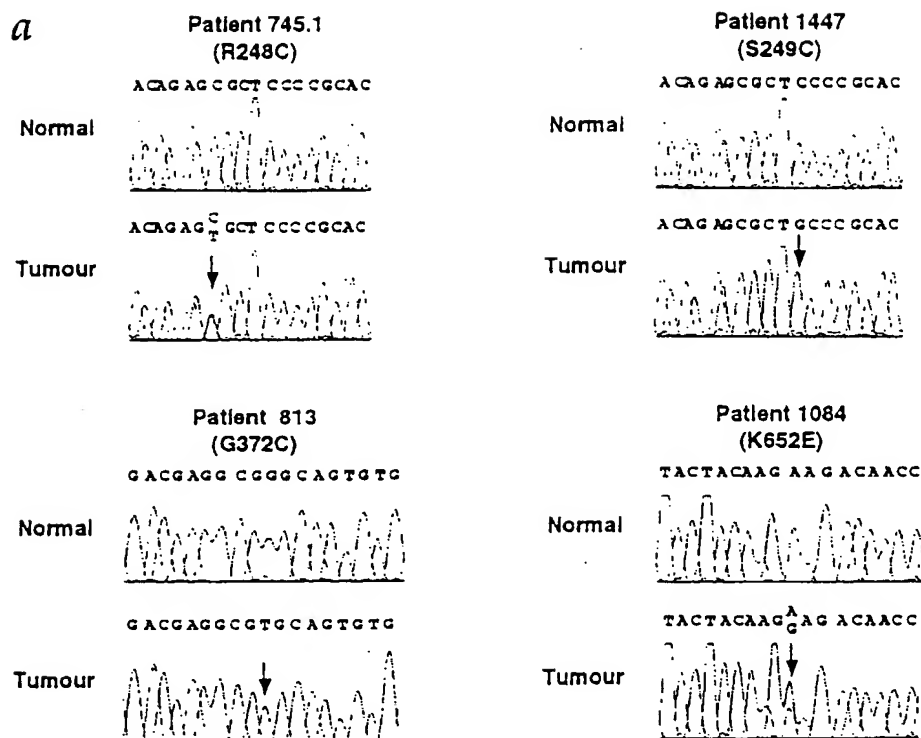 a
Patient 745.1
(R248C)
ACAGAGCGCTCCCCGCAC
Normal
ACAGAG C GCTCCCCGCAC
T
Tumour
Patient 1447
(S249C)
ACAGAGCGCTCCCCGCAC
Normal
ACAGAGCGCTGCCCGCAC
Tumour
Patient 813
(G372C)
GACGAGGCGGGCAGTGTG
Normal
GACGAGGCGTGCAGTGTG
Tumour
Patient 1084
(K652E)
TACTACAAGAAGACAACC
Normal
TACTACAAG A AGACAACC
G
Tumour